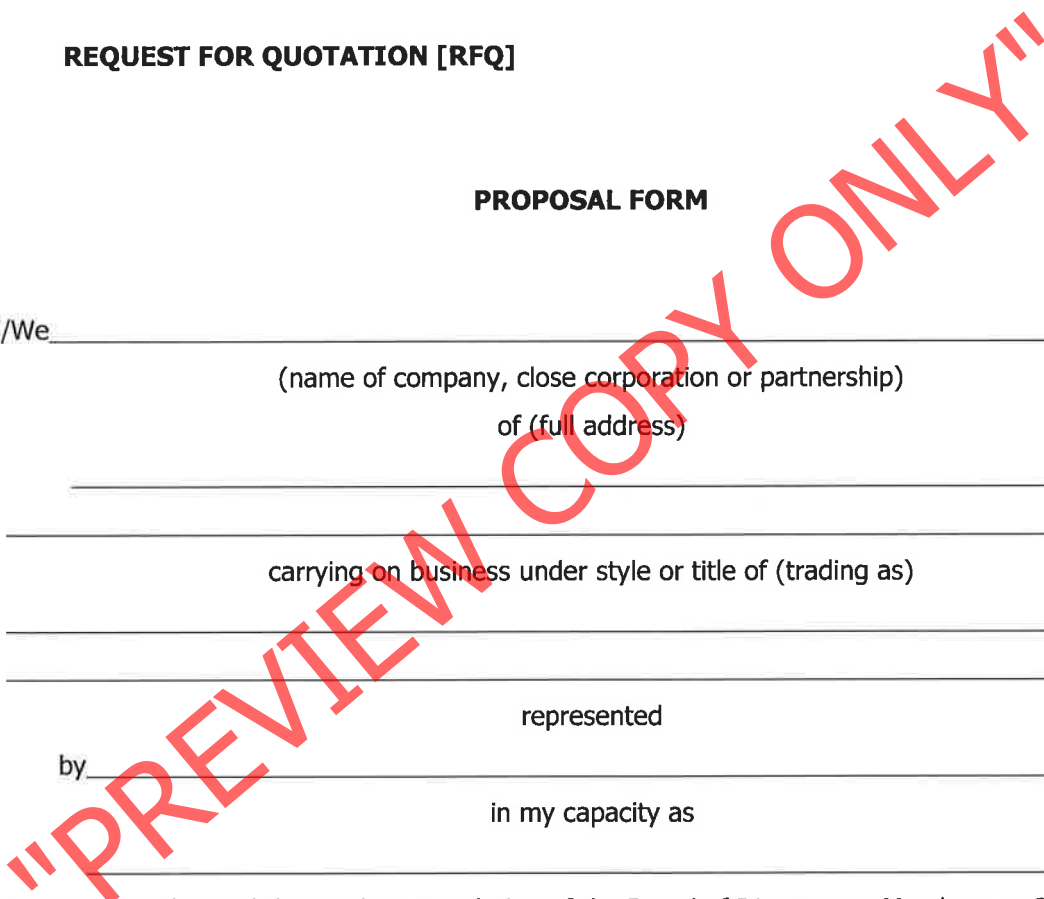 REQUEST FOR QUOTATION [RFQ]
PROPOSAL FORM
/We
(name of company, close corporation or partnership)
of (full address)
carrying on business under style or title of (trading as)
represented
by
in my capacity as
"PREVIEW COPY ONLY"